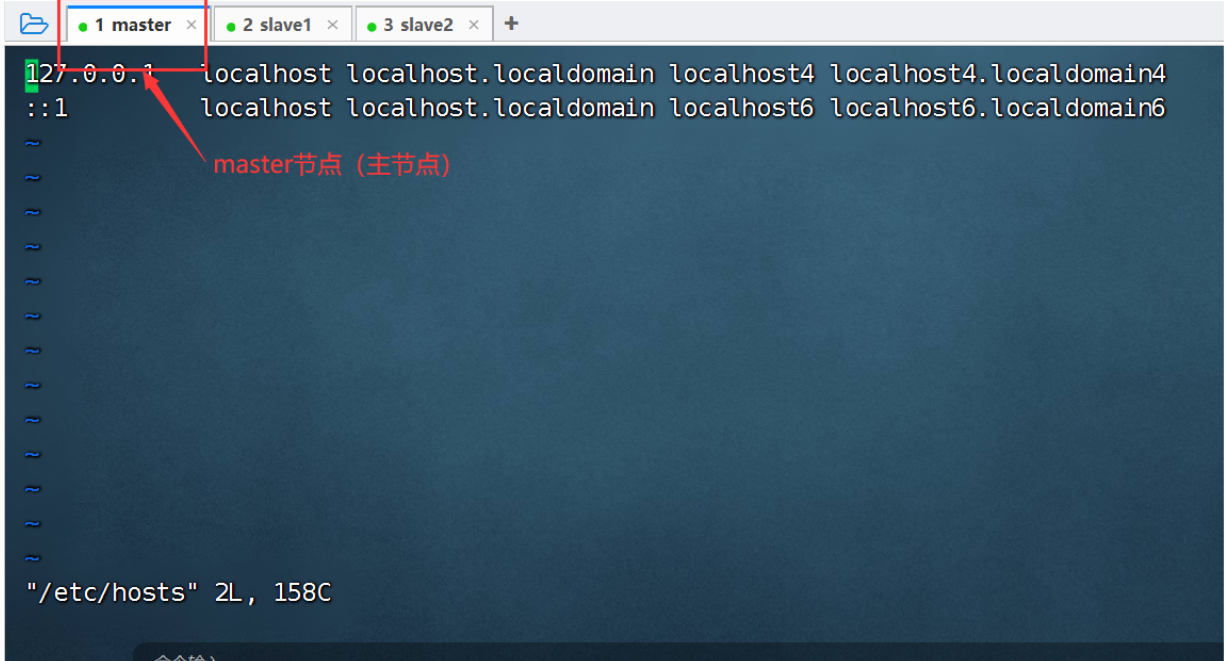 1 master × 2 slave1 × 3 slave2 × +
127.0.0.1 localhost localhost.localdomain localhost4 localhost4.localdomain4
::1 localhost localhost.localdomain localhost6 localhost6.localdomain6
~
master节点（主节点）
~
~
~
~
~
~
~
~
~
~
~
~
"/etc/hosts" 2L, 158C